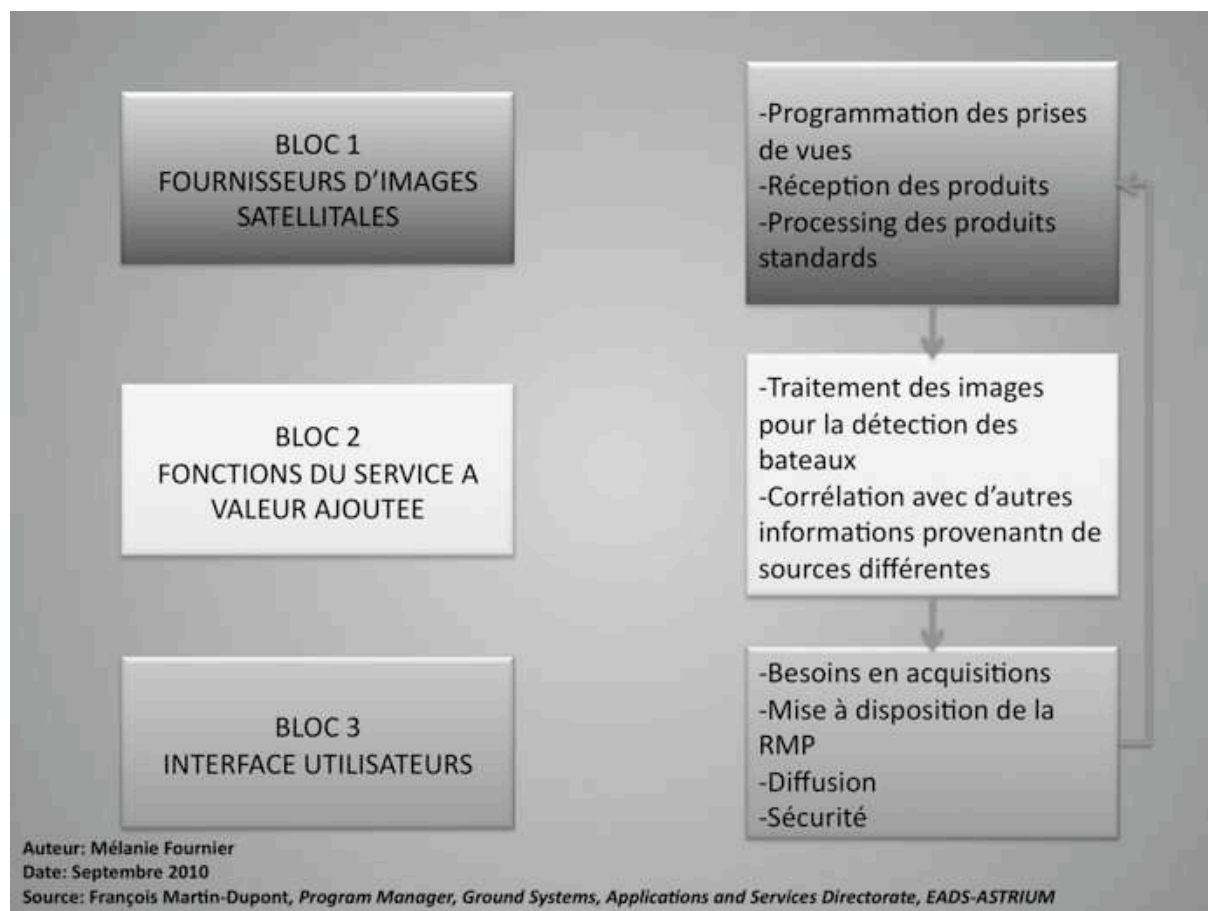 BLOC 1
FOURNISSEURS D'IMAGES
SATELLITALES
-Programmation des prises
de vues
-Réception des produits
-Processing des produits
standards
BLOC 2
FONCTIONS DU SERVICE A
VALEUR AJOUTEE
-Traitement des images
pour la détection des
bateaux
-Corrélation avec d'autres
informations provenantn de
sources différentes
BLOC 3
INTERFACE UTILISATEURS
-Besoins en acquisitions
-Mise à disposition de la
RMP
-Diffusion
-Sécurité
Auteur: Mélanie Fournier
Date: Septembre 2010
Source: François Martin-Dupont, Program Manager, Ground Systems, Applications and Services Directorate, EADS-ASTRIUM